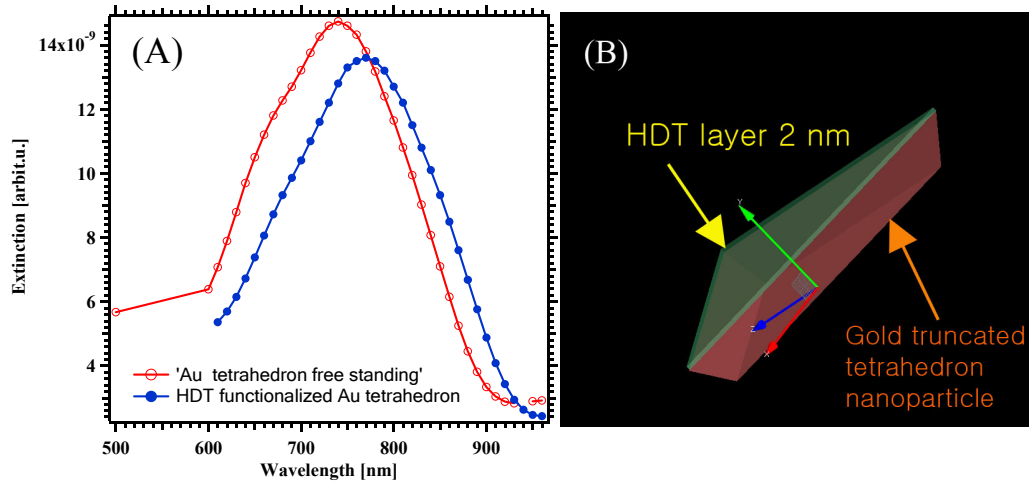 (A)
14x10-9
12
10
8
6
4
Extinction [arbit.u.]
'Au tetrahedron free standing'
HDT functionalized Au tetrahedron
500
600
700
800
900
Wavelength [nm]
(B)
HDT layer 2 nm
Y
Z
X
Gold truncated
tetrahedron
nanoparticle